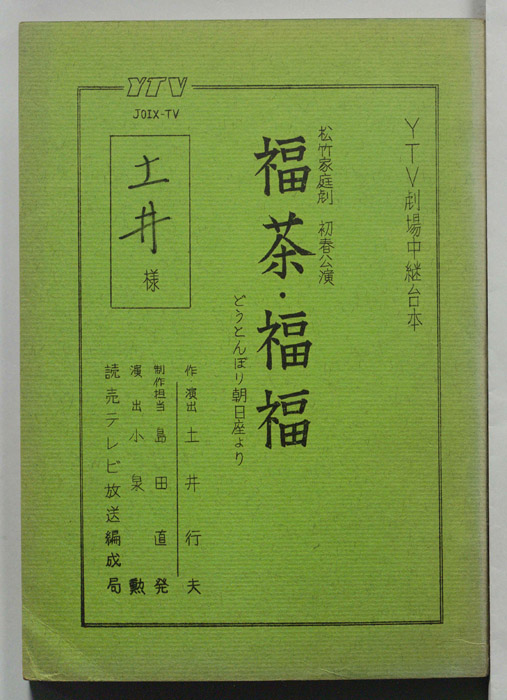 YTV
JOIX-TV
YTV劇場中継台本
松竹家庭劇 初春公演
福茶・福福
どうとんぼり朝日座より
土井様
作 演出 土井行夫
制作担当 島田直発
演出 小泉勲
読売テレビ放送編成局